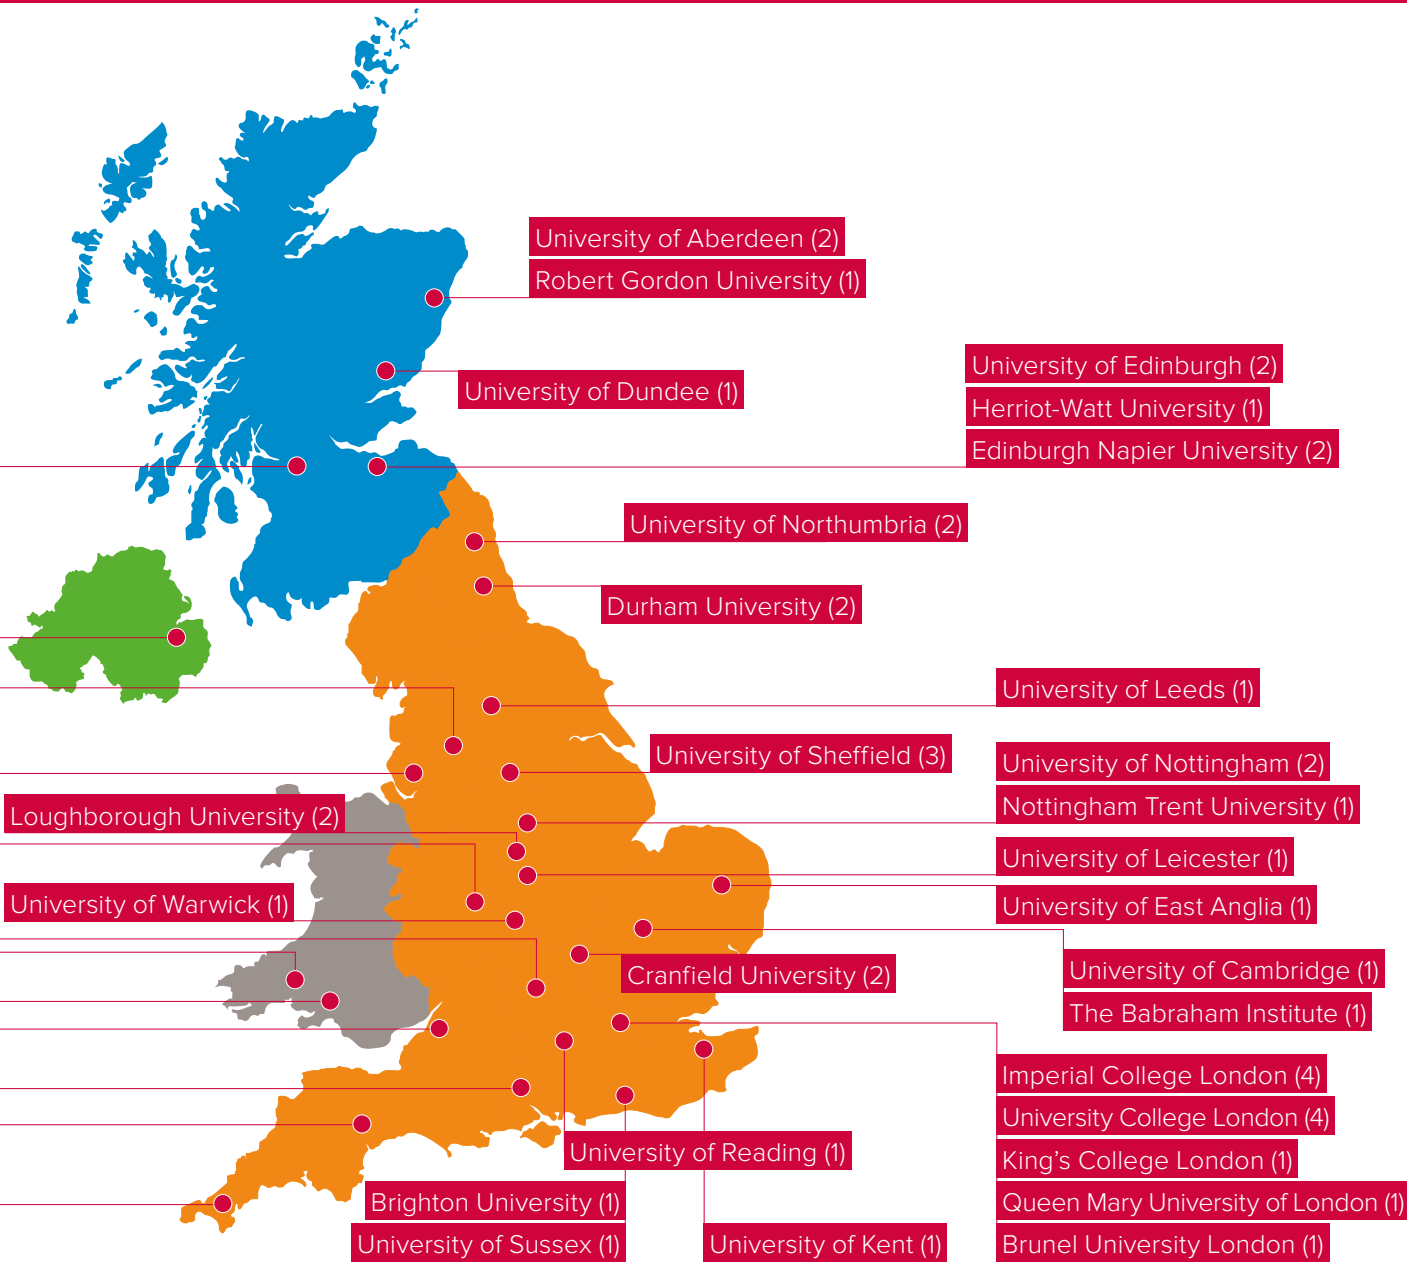 University of Aberdeen (2)
Robert Gordon University (1)
University of Edinburgh (2)
University of Dundee (1)
Herriot-Watt University (1)
Edinburgh Napier University (2)
University of Northumbria (2)
Durham University (2)
University of Leeds (1)
University of Sheffield (3)
University of Nottingham (2)
Nottingham Trent University (1)
Loughborough University (2)
University of Leicester (1)
University of Warwick (1)
University of East Anglia (1)
Cranfield University (2)
University of Cambridge (1)
The Babraham Institute (1)
Imperial College London (4)
University College London (4)
University of Reading (1)
King's College London (1)
Brighton University (1)
Queen Mary University of London (1)
University of Sussex (1)
University of Kent (1)
Brunel University London (1)